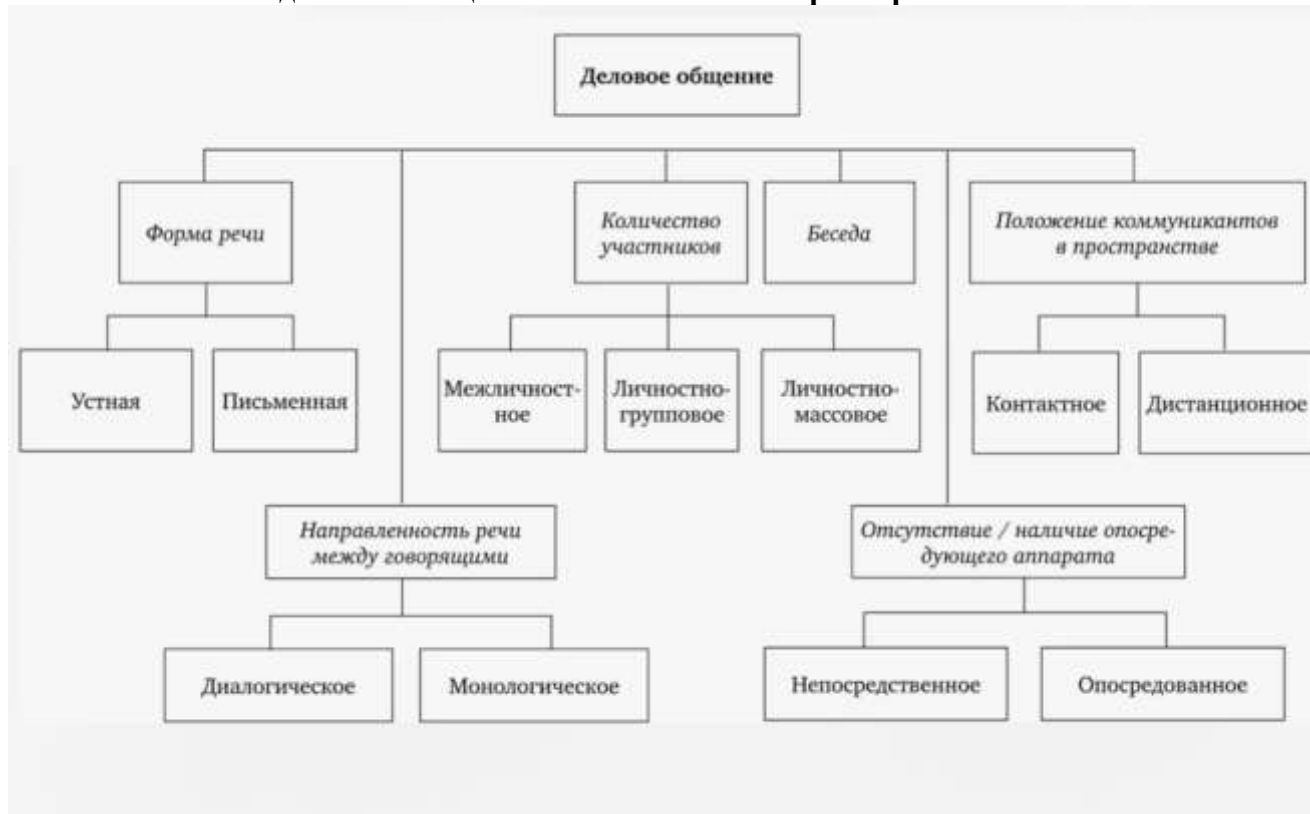 Деловое общение
Форма речи
Количество
участников
Беседа
Положение коммуникантов
в пространстве
Устная
Письменная
Межличност-
ное
Личностно-
групповое
Личностно-
массовое
Контактное
Дистанционное
Направленность речи
между говорящими
Отсутствие / наличие опосре-
дующего аппарата
Диалогическое
Монологическое
Непосредственное
Опосредованное